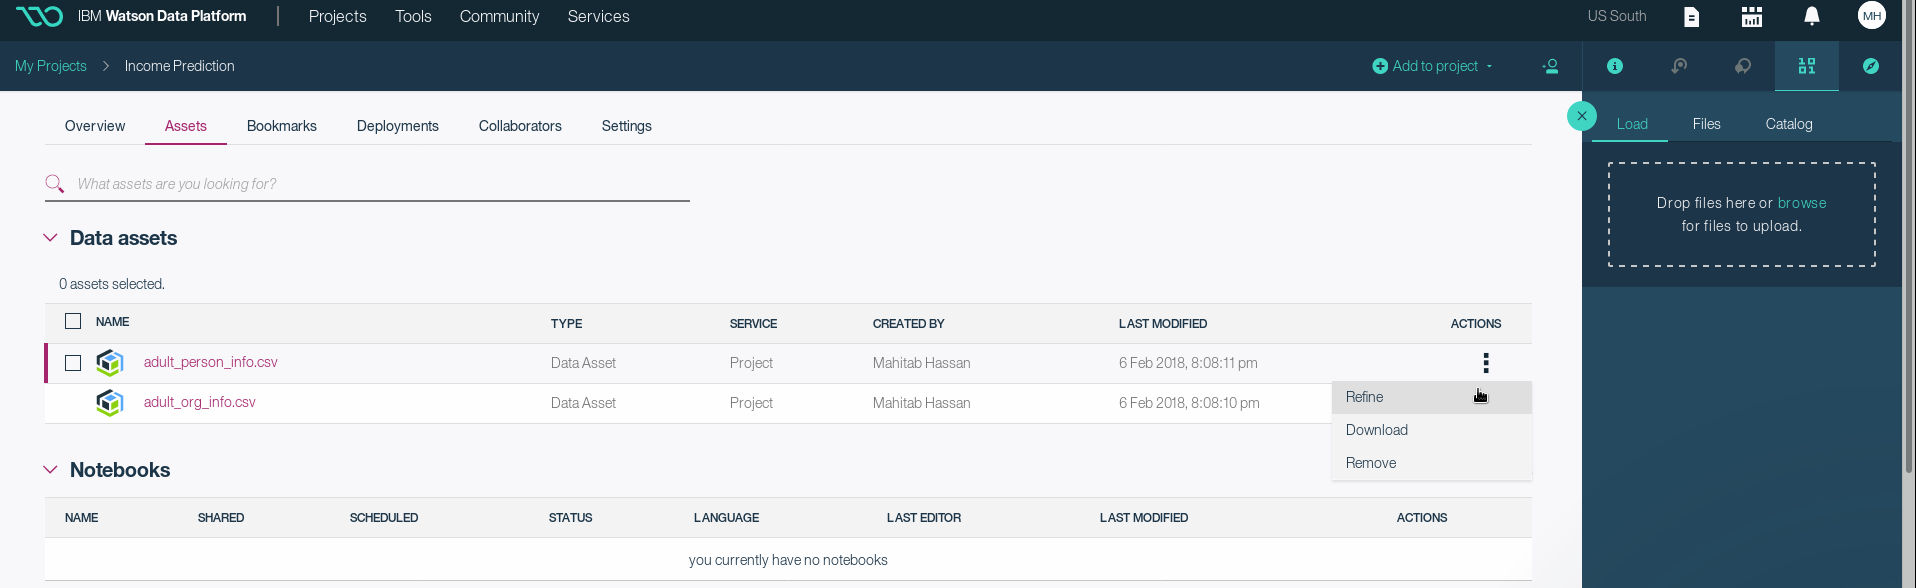 IBM Watson Data Platform Projects Tools Community Services US South MH
My Projects Income Prediction Add to project
Overview Assets Bookmarks Deployments Collaborators Settings
Load Files Catalog
What assets are you looking for?
Drop files here or browse
for files to upload.
Data assets
0 assets selected.
NAME TYPE SERVICE CREATED BY LAST MODIFIED ACTIONS
adult_person_info.csv Data Asset Project Mahitab Hassan 6 Feb 2018, 8:08:11 pm
adult_org_info.csv Data Asset Project Mahitab Hassan 6 Feb 2018, 8:08:10 pm
Refine
Download
Remove
Notebooks
NAME SHARED SCHEDULED STATUS LANGUAGE LAST EDITOR LAST MODIFIED ACTIONS
you currently have no notebooks